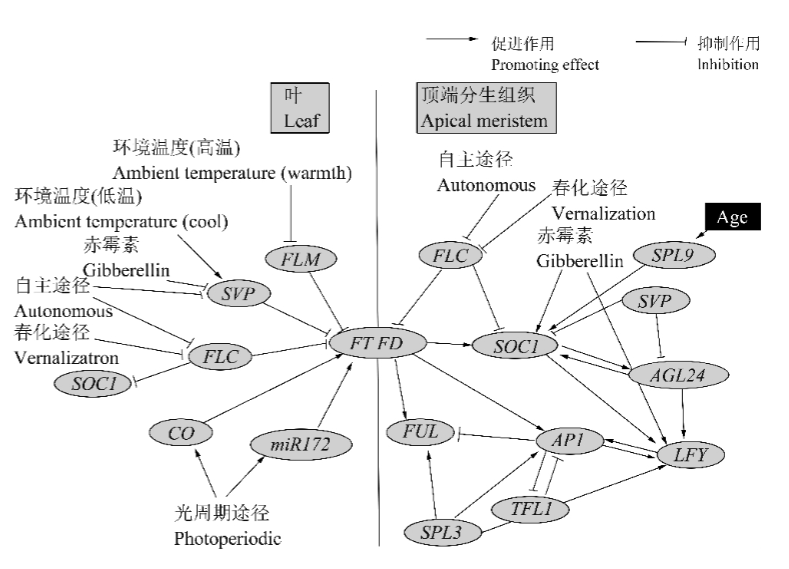 促进作用
Promoting effect
抑制作用
Inhibition
叶
Leaf
顶端分生组织
Apical meristem
环境温度(高温)
Ambient temperature (warmth)
环境温度(低温)
Ambient temperature (cool)
赤霉素
Gibberellin
自主途径
Autonomous
春化途径
Vernalizatron
FLM
SVP
FLC
SOC1
CO
miR172
光周期途径
Photoperiodic
FT FD
自主途径
Autonomous
春化途径
Vernalization
赤霉素
Gibberellin
Age
FLC
SPL9
SVP
SOC1
AGL24
FUL
AP1
LFY
TFL1
SPL3